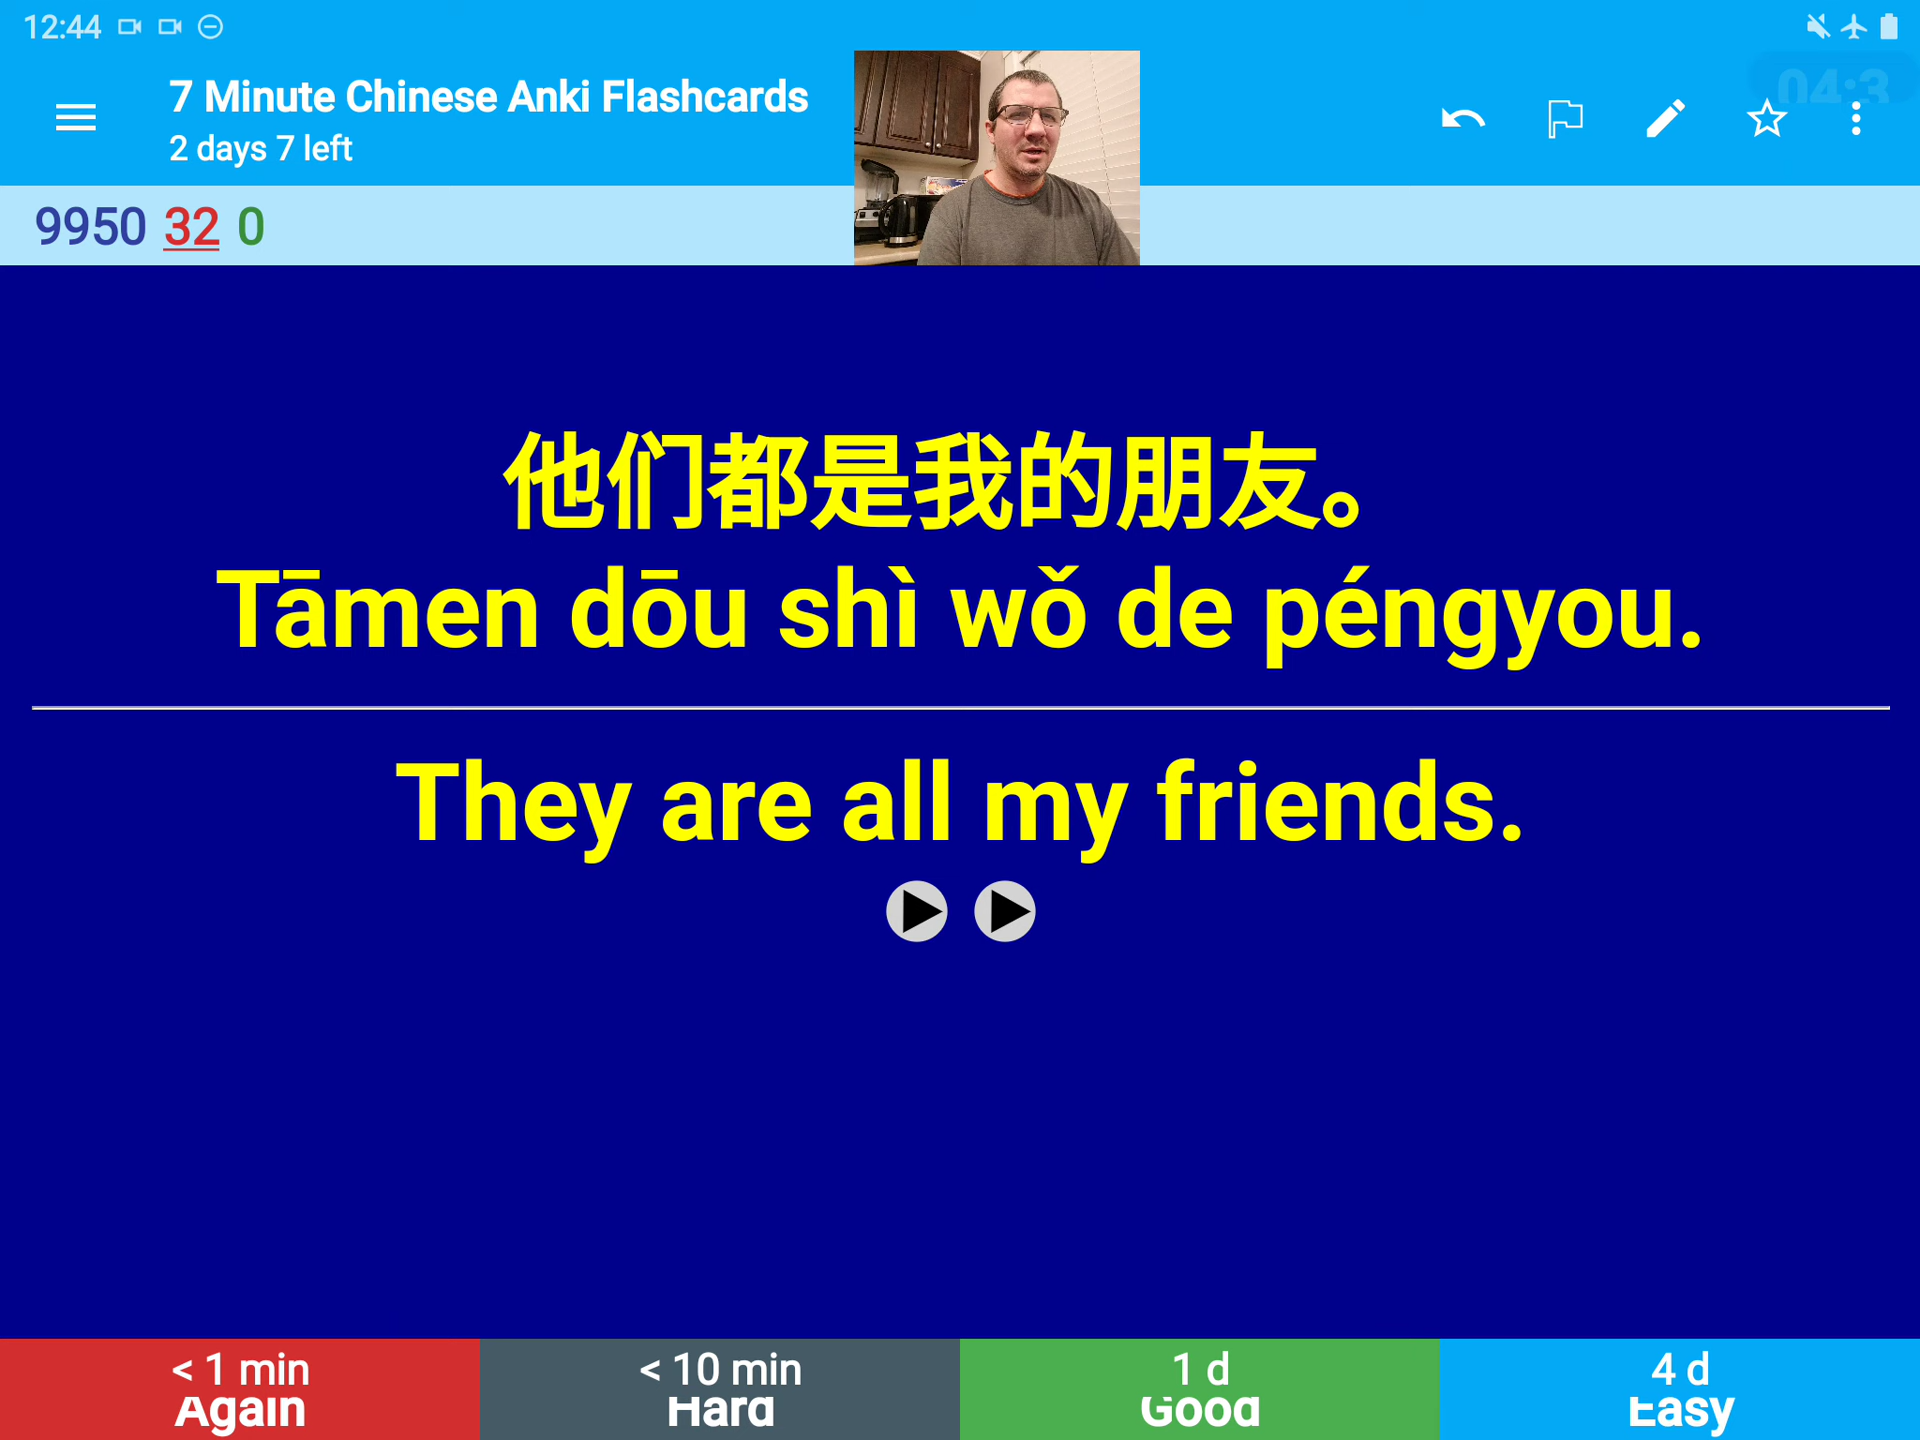 12:44
7 Minute Chinese Anki Flashcards
2 days 7 left
04:3
9950 32 0
他们都是我的朋友。
Tāmen dōu shì wǒ de péngyou.
They are all my friends.
< 1 min < 10 min 1 d 4 d
Again Hard Good Easy